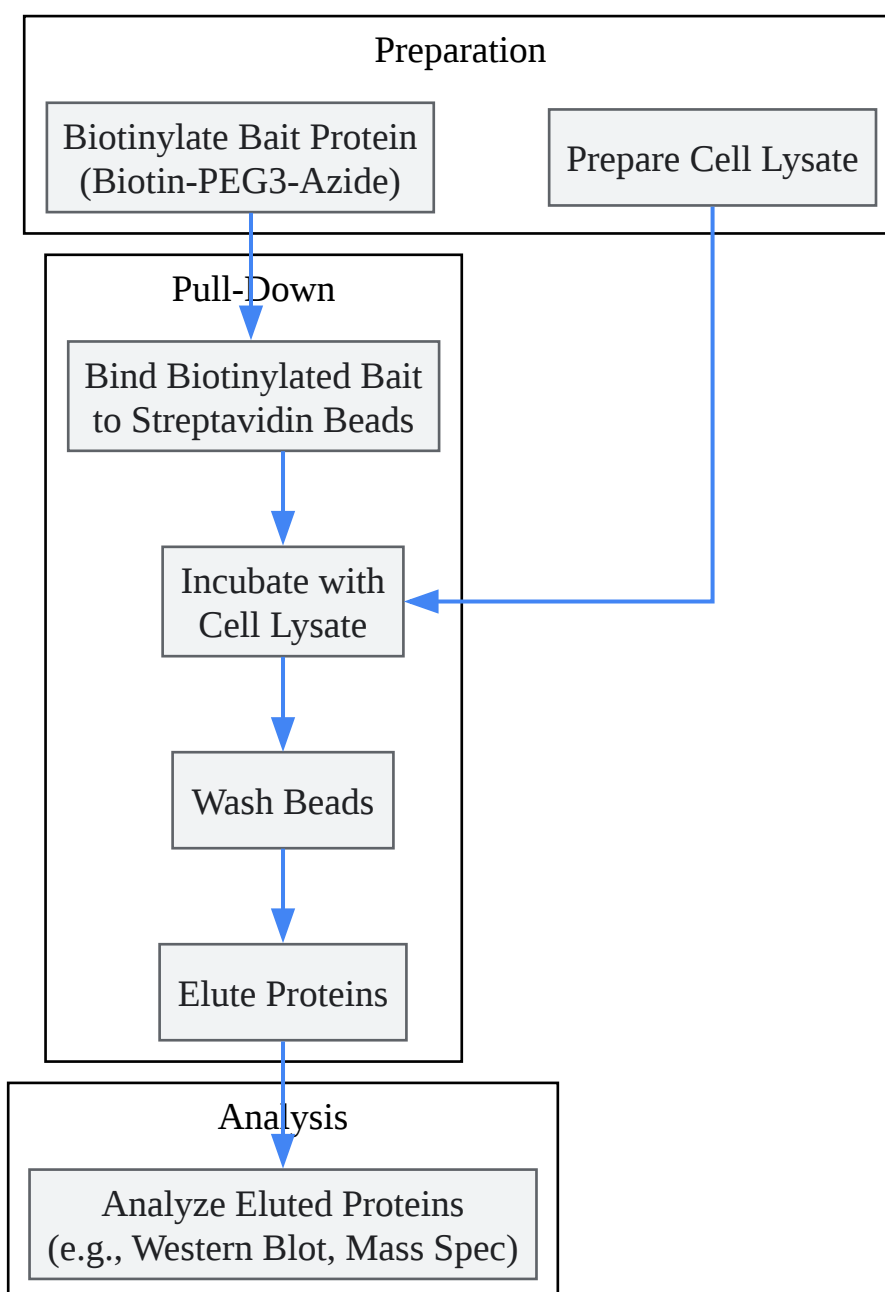 Preparation
Biotinylate Bait Protein
(Biotin-PEG3-Azide)
Prepare Cell Lysate
Pull-Down
Bind Biotinylated Bait
to Streptavidin Beads
Incubate with
Cell Lysate
Wash Beads
Elute Proteins
Analysis
Analyze Eluted Proteins
(e.g., Western Blot, Mass Spec)